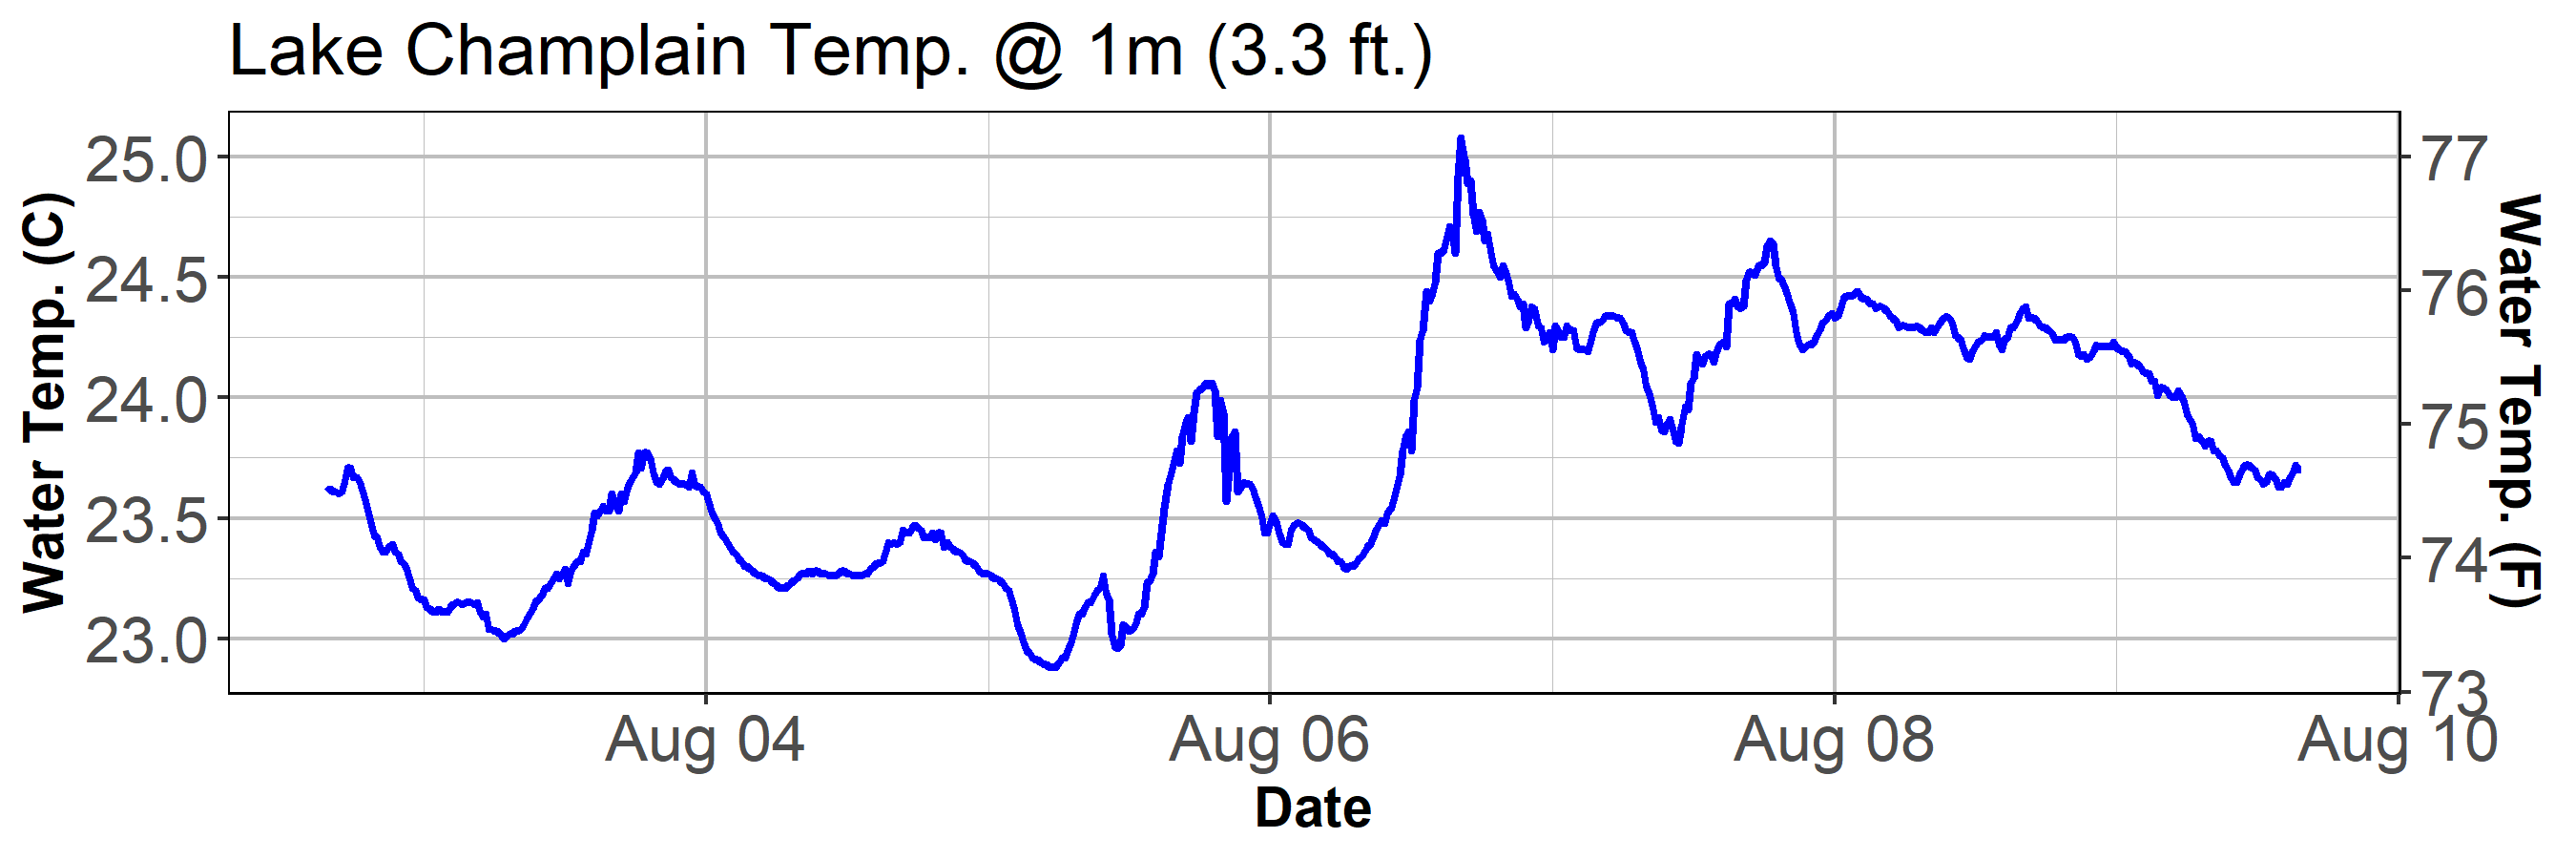 Lake Champlain Temp. @ 1m (3.3 ft.)
Water Temp. (C)
25.0
24.5
24.0
23.5
23.0
77
76
75
74
73
Water Temp. (F)
Aug 04 Aug 06 Aug 08 Aug 10
Date